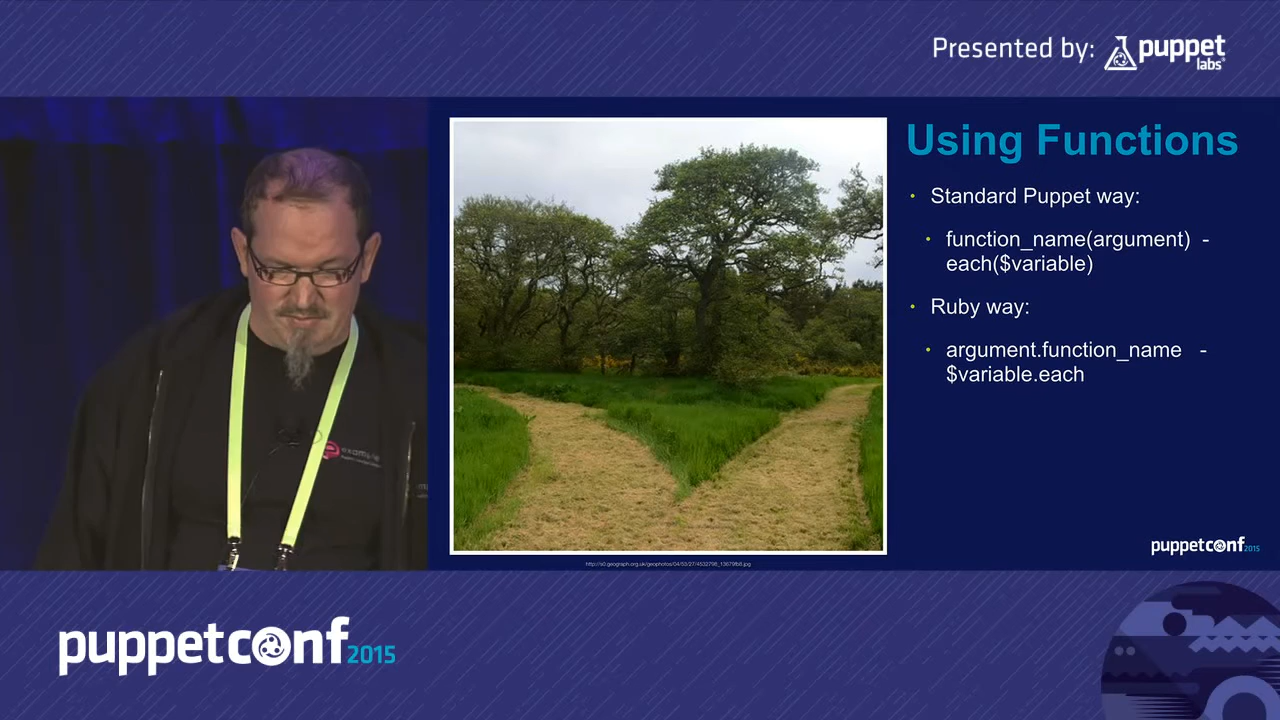 Presented by: puppet labs
Using Functions
• Standard Puppet way:
• function_name(argument) -
each($variable)
• Ruby way:
• argument.function_name -
$variable.each
puppetconf 2015
puppetconf 2015